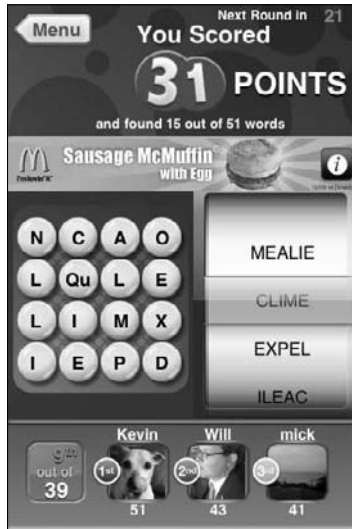 Menu
Next Round in 21
You Scored
31 POINTS
and found 15 out of 51 words
M
i'm lovin' it
Sausage McMuffin
with Egg
i
N C A O
L Qu L E
L I M X
I E P D
MEALIE
CLIME
EXPEL
ILEAC
9th
out of
39
Kevin
1st
51
Will
2nd
43
mick
3rd
41